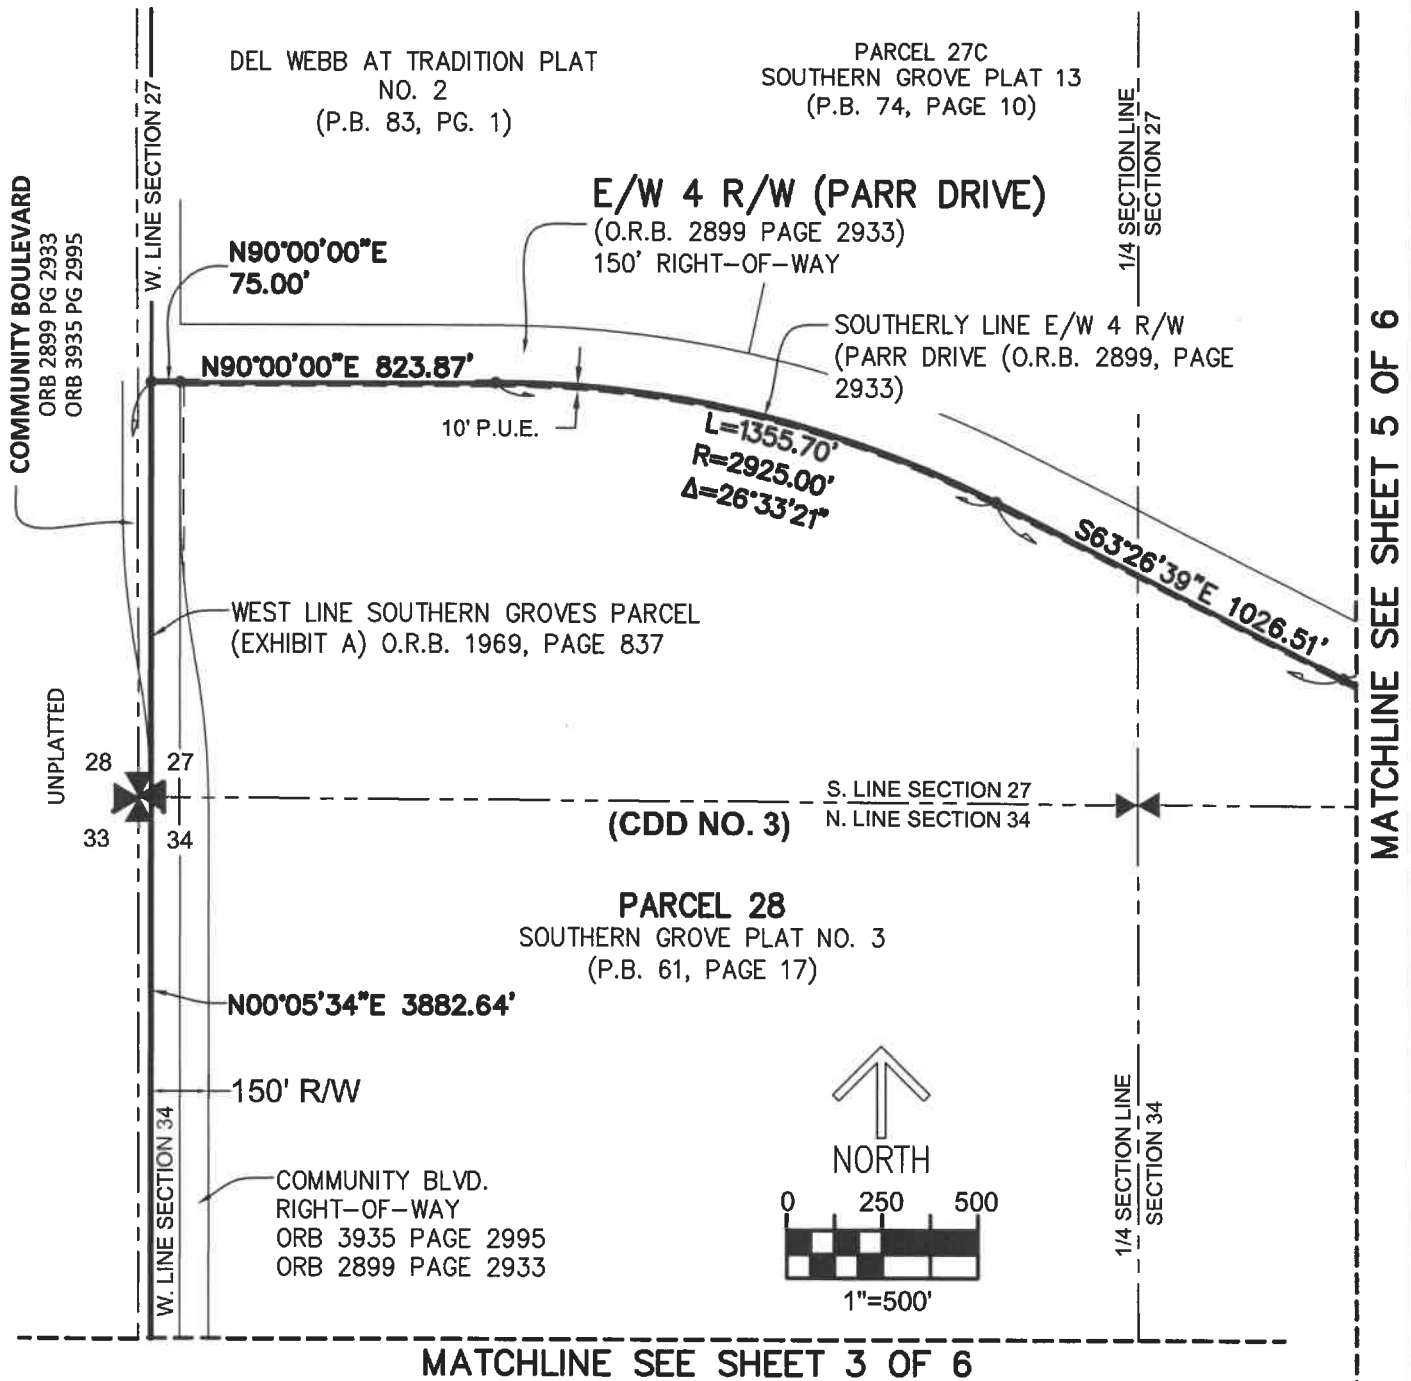 DEL WEBB AT TRADITION PLAT
NO. 2
(P.B. 83, PG. 1)
PARCEL 27C
SOUTHERN GROVE PLAT 13
(P.B. 74, PAGE 10)
W. LINE SECTION 27
1/4 SECTION LINE
SECTION 27
COMMUNITY BOULEVARD
ORB 2899 PG 2933
ORB 3935 PG 2995
E/W 4 R/W (PARR DRIVE)
(O.R.B. 2899 PAGE 2933)
150' RIGHT-OF-WAY
N90°00'00"E
75.00'
SOUTHERLY LINE E/W 4 R/W
(PARR DRIVE (O.R.B. 2899, PAGE
2933)
N90°00'00"E 823.87'
10' P.U.E.
L=1355.70'
R=2925.00'
Δ=26°33'21"
S63°26'39"E 1026.51'
MATCHLINE SEE SHEET 5 OF 6
WEST LINE SOUTHERN GROVES PARCEL
(EXHIBIT A) O.R.B. 1969, PAGE 837
UNPLATTED
28
27
33
34
S. LINE SECTION 27
N. LINE SECTION 34
(CDD NO. 3)
PARCEL 28
SOUTHERN GROVE PLAT NO. 3
(P.B. 61, PAGE 17)
N00°05'34"E 3882.64'
150' R/W
W. LINE SECTION 34
COMMUNITY BLVD.
RIGHT-OF-WAY
ORB 3935 PAGE 2995
ORB 2899 PAGE 2933
NORTH
0 250 500
1"=500'
1/4 SECTION LINE
SECTION 34
MATCHLINE SEE SHEET 3 OF 6